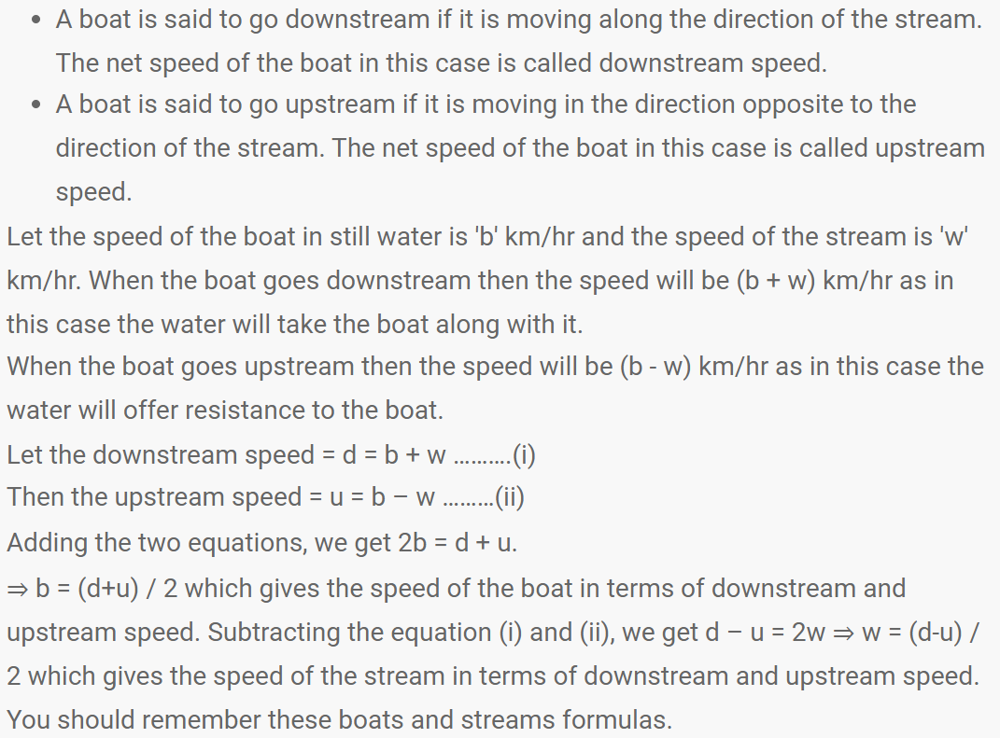 • A boat is said to go downstream if it is moving along the direction of the stream.
The net speed of the boat in this case is called downstream speed.
• A boat is said to go upstream if it is moving in the direction opposite to the
direction of the stream. The net speed of the boat in this case is called upstream
speed.
Let the speed of the boat in still water is 'b' km/hr and the speed of the stream is 'w'
km/hr. When the boat goes downstream then the speed will be (b + w) km/hr as in
this case the water will take the boat along with it.
When the boat goes upstream then the speed will be (b - w) km/hr as in this case the
water will offer resistance to the boat.
Let the downstream speed = d = b + w ……….(i)
Then the upstream speed = u = b – w ………(ii)
Adding the two equations, we get 2b = d + u.
⇒ b = (d+u) / 2 which gives the speed of the boat in terms of downstream and
upstream speed. Subtracting the equation (i) and (ii), we get d – u = 2w ⇒ w = (d-u) /
2 which gives the speed of the stream in terms of downstream and upstream speed.
You should remember these boats and streams formulas.